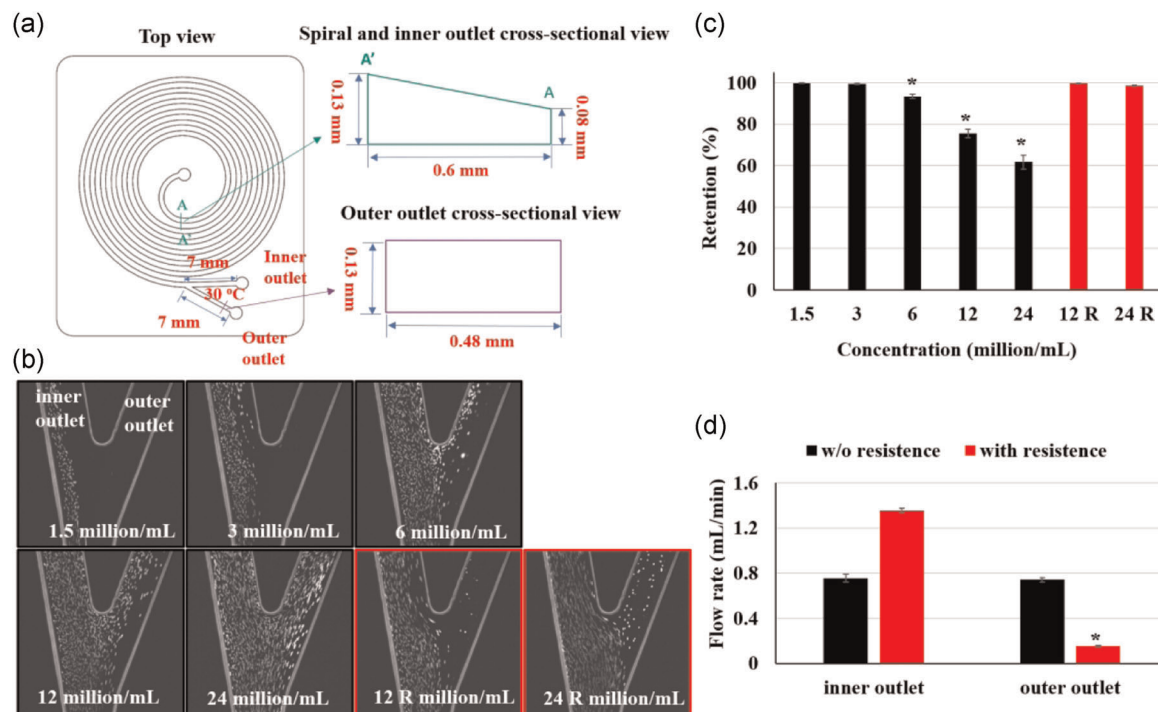 (a)
Top view
A
A'
7 mm
Inner
outlet
30 °C
7 mm
Outer
outlet
Spiral and inner outlet cross-sectional view
A'
A
0.13 mm
0.08 mm
0.6 mm
Outer outlet cross-sectional view
0.13 mm
0.48 mm
(b)
inner
outlet
outer
outlet
1.5 million/mL
3 million/mL
6 million/mL
12 million/mL
24 million/mL
12 R million/mL
24 R million/mL
(c)
Retention (%)
100
80
60
40
20
0
*
*
*
1.5 3 6 12 24 12 R 24 R
Concentration (million/mL)
(d)
w/o resistence with resistence
Flow rate (mL/min)
1.6
1.2
0.8
0.4
0
*
inner outlet outer outlet